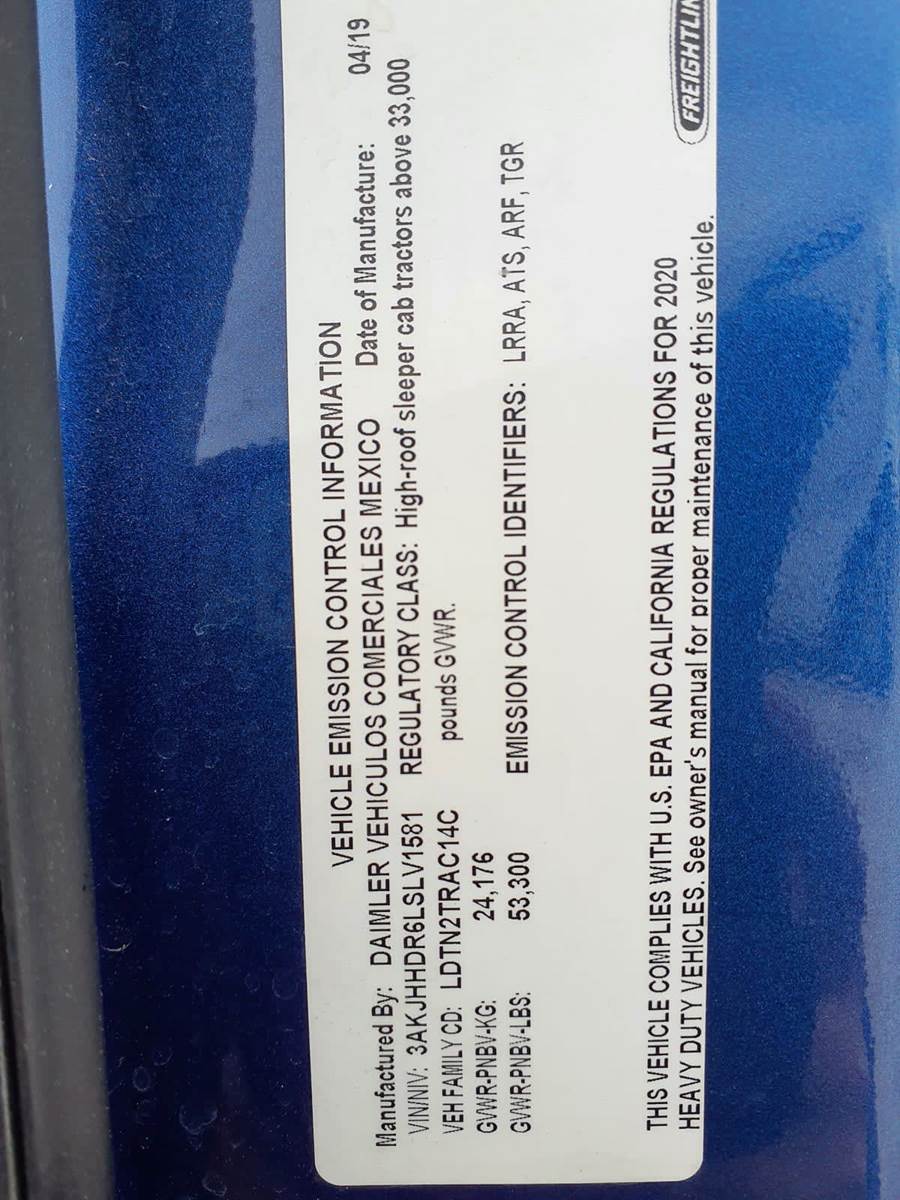 VEHICLE EMISSION CONTROL INFORMATION
Manufactured By: DAIMLER VEHICULOS COMERCIALES MEXICO Date of Manufacture: 04/19
VIN/NIV: 3AKJHHDR6LSLV1581 REGULATORY CLASS: High-roof sleeper cab tractors above 33,000
VEH FAMILY CD: LDTN2TRAC14C pounds GVWR.
GVWR-PNBV-KG: 24,176
GVWR-PNBV-LBS: 53,300 EMISSION CONTROL IDENTIFIERS: LRRA, ATS, ARF, TGR
THIS VEHICLE COMPLIES WITH U.S. EPA AND CALIFORNIA REGULATIONS FOR 2020
HEAVY DUTY VEHICLES. See owner's manual for proper maintenance of this vehicle.